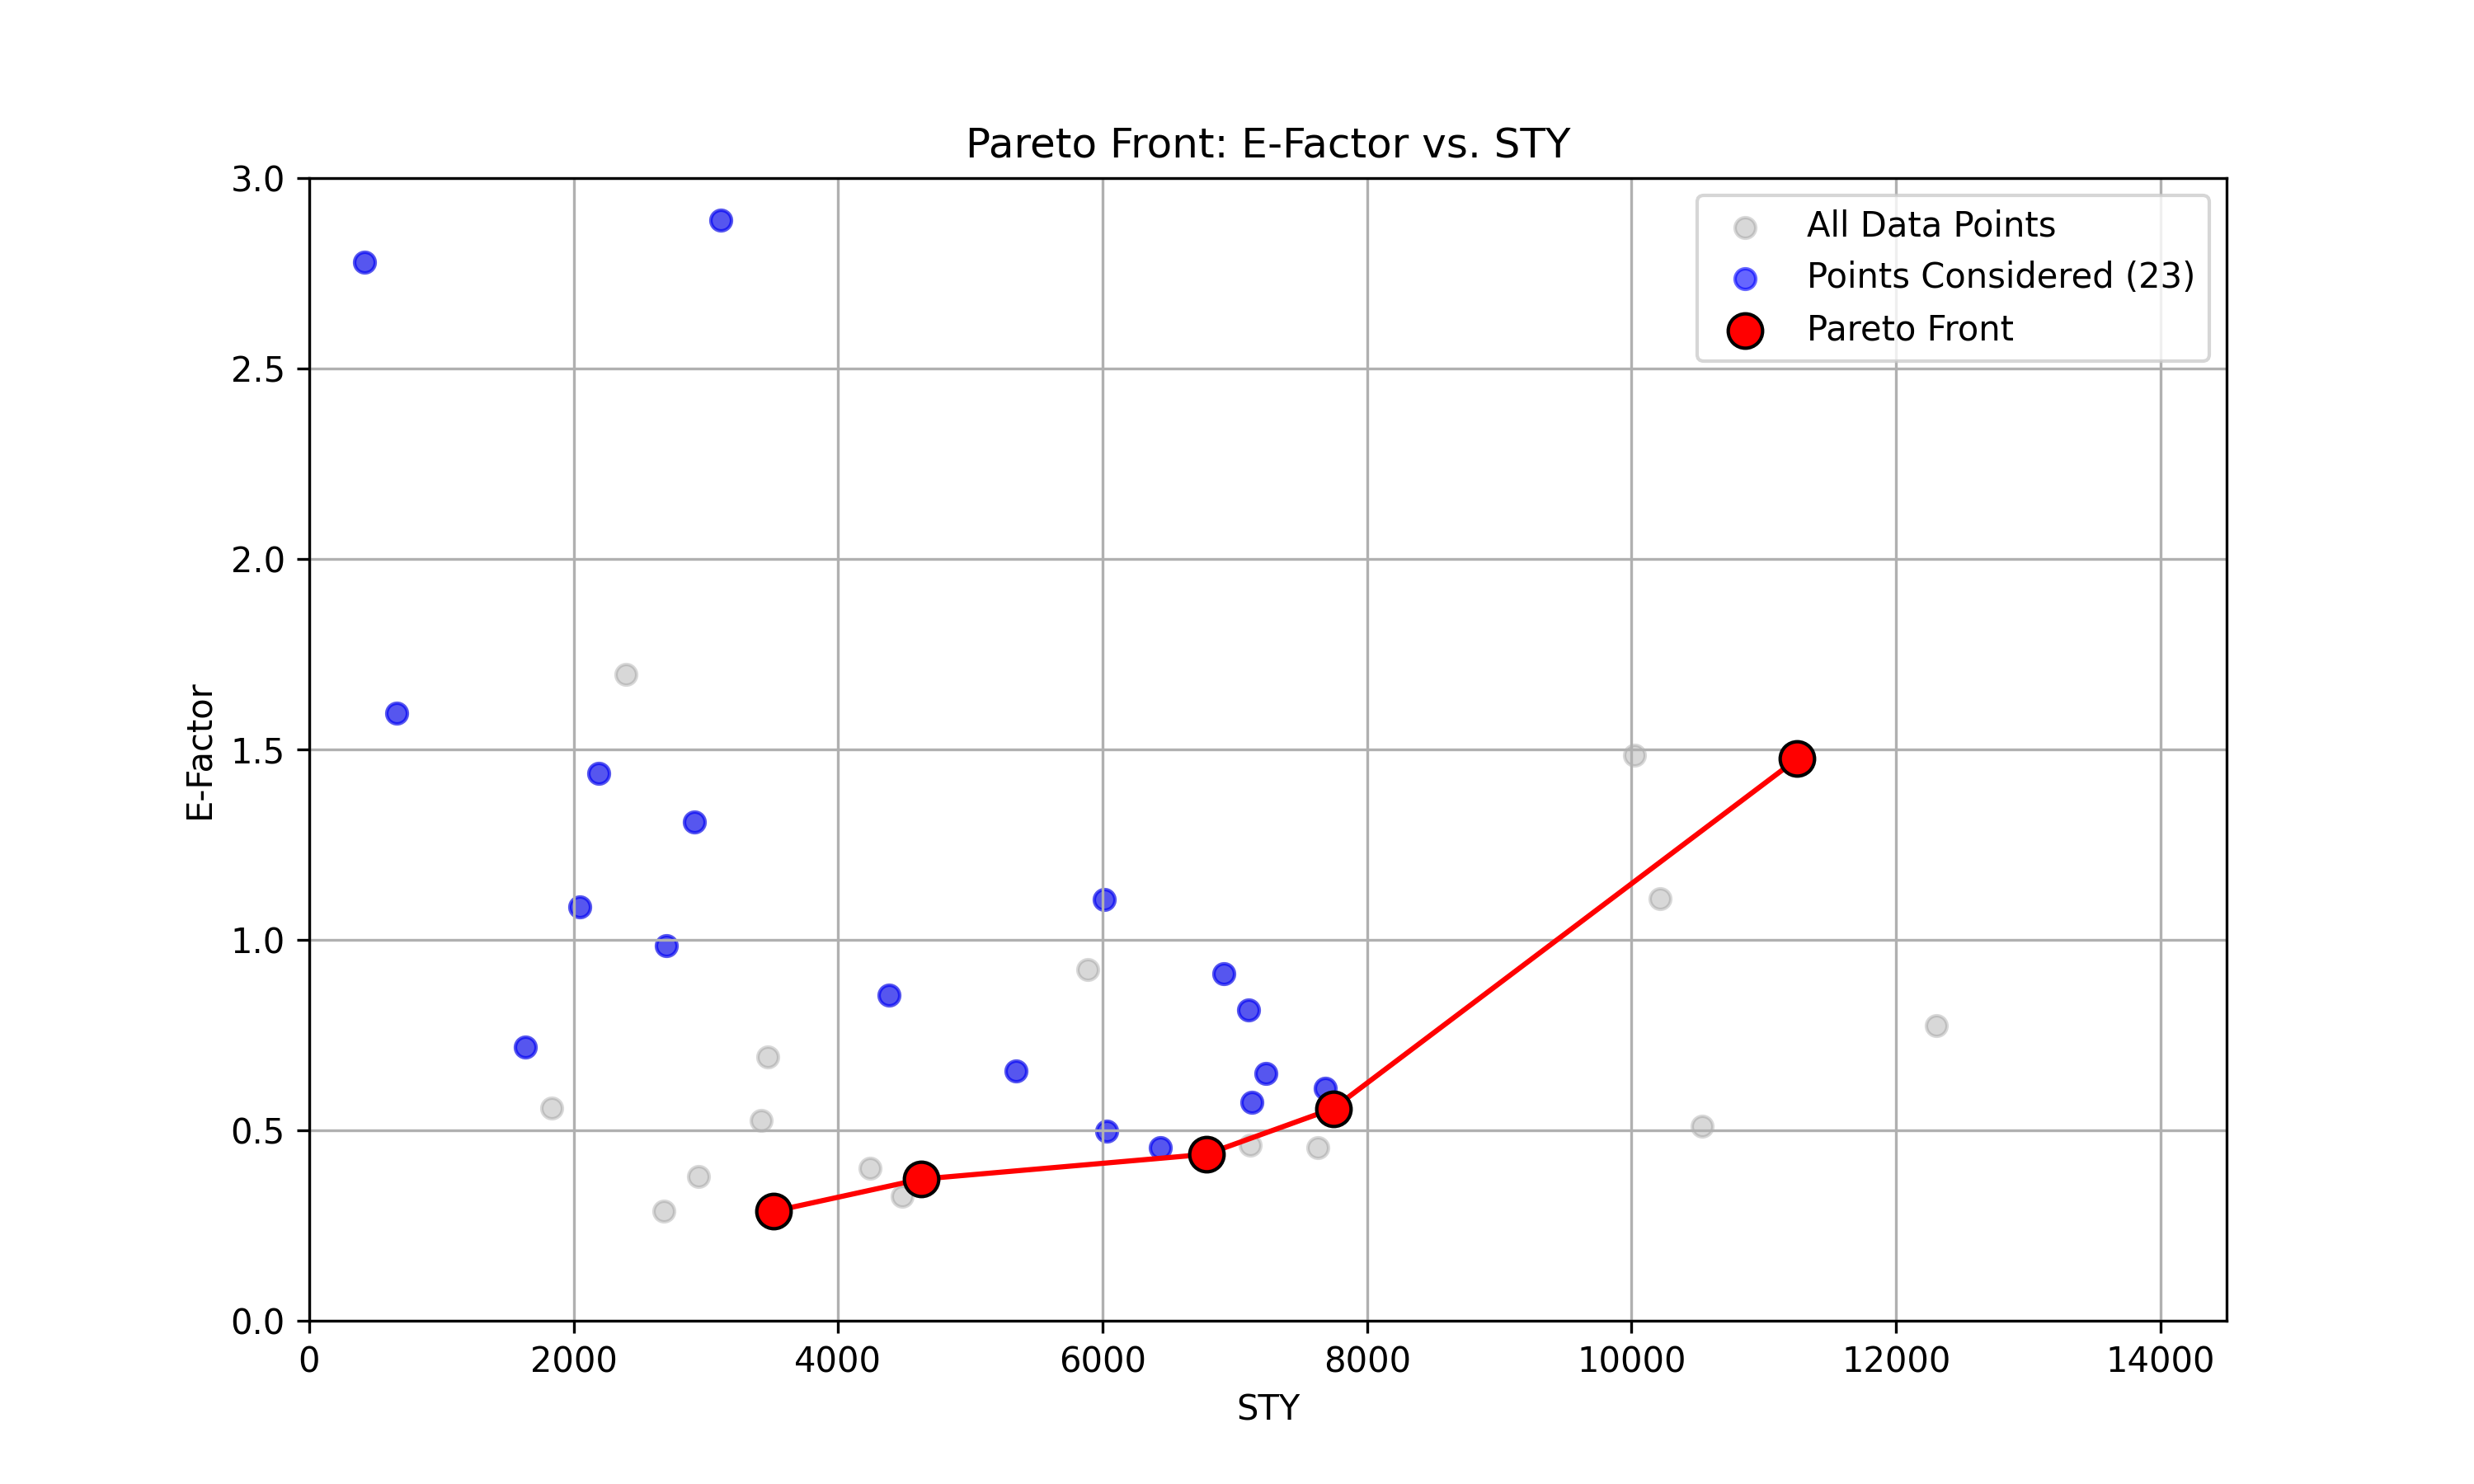 Pareto Front: E-Factor vs. STY
3.0
2.5
2.0
1.5
1.0
0.5
0.0
E-Factor
All Data Points
Points Considered (23)
Pareto Front
0 2000 4000 6000 8000 10000 12000 14000
STY